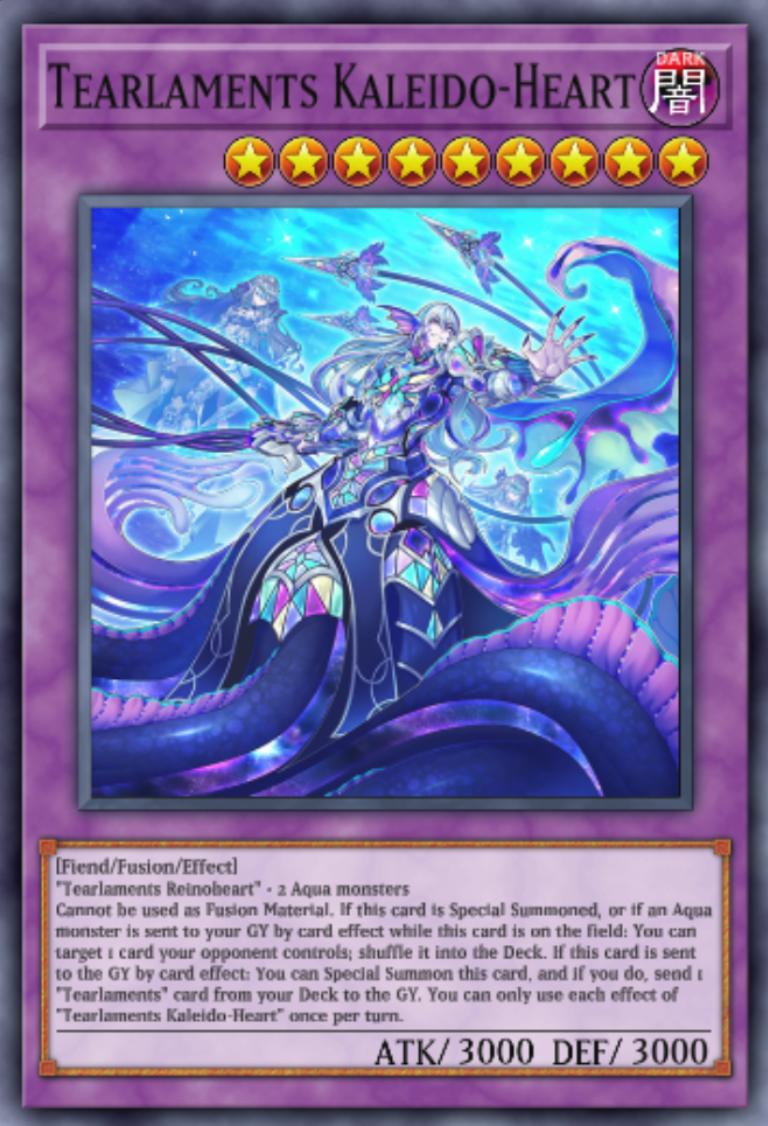 Tearlaments Kaleido-Heart
DARK
闇
[Fiend/Fusion/Effect]
"Tearlaments Reinoheart" - 2 Aqua monsters
Cannot be used as Fusion Material. If this card is Special Summoned, or if an Aqua
monster is sent to your GY by card effect while this card is on the field: You can
target 1 card your opponent controls; shuffle it into the Deck. If this card is sent
to the GY by card effect: You can Special Summon this card, and if you do, send 1
"Tearlaments" card from your Deck to the GY. You can only use each effect of
"Tearlaments Kaleido-Heart" once per turn.
ATK/ 3000 DEF/ 3000